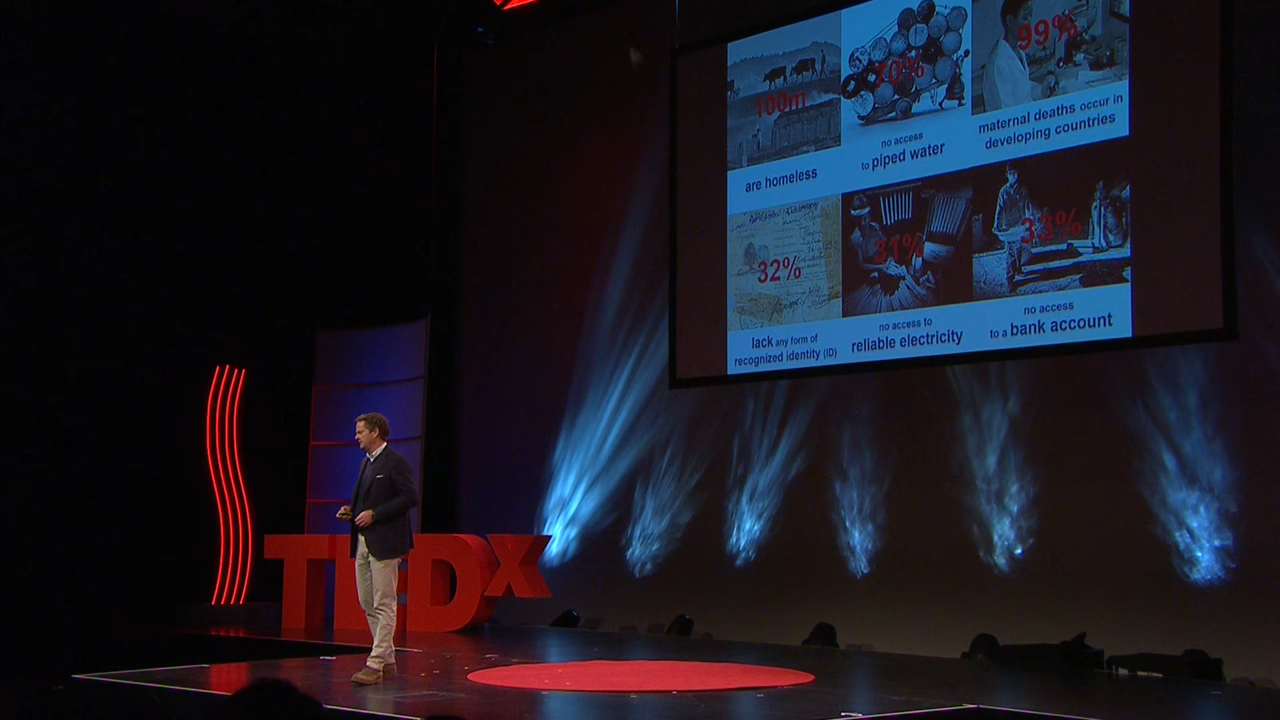 100m
are homeless
70%
no access
to piped water
99%
maternal deaths occur in
developing countries
32%
lack any form of
recognized identity (ID)
31%
no access to
reliable electricity
33%
no access
to a bank account
TEDx